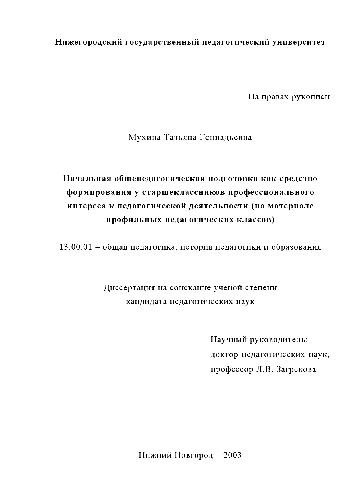 Нижегородский государственный педагогический университет
На правах рукописи
Мухина Татьяна Геннадьевна
Начальная общепедагогическая подготовка как средство
формирования у старшеклассников профессионального
интереса к педагогической деятельности (на материале
профильных педагогических классов)
13.00.01 – общая педагогика, история педагогики и образования
Диссертация на соискание ученой степени
кандидата педагогических наук
Научный руководитель:
доктор педагогических наук,
профессор Л.В. Загрекова
Нижний Новгород – 2003